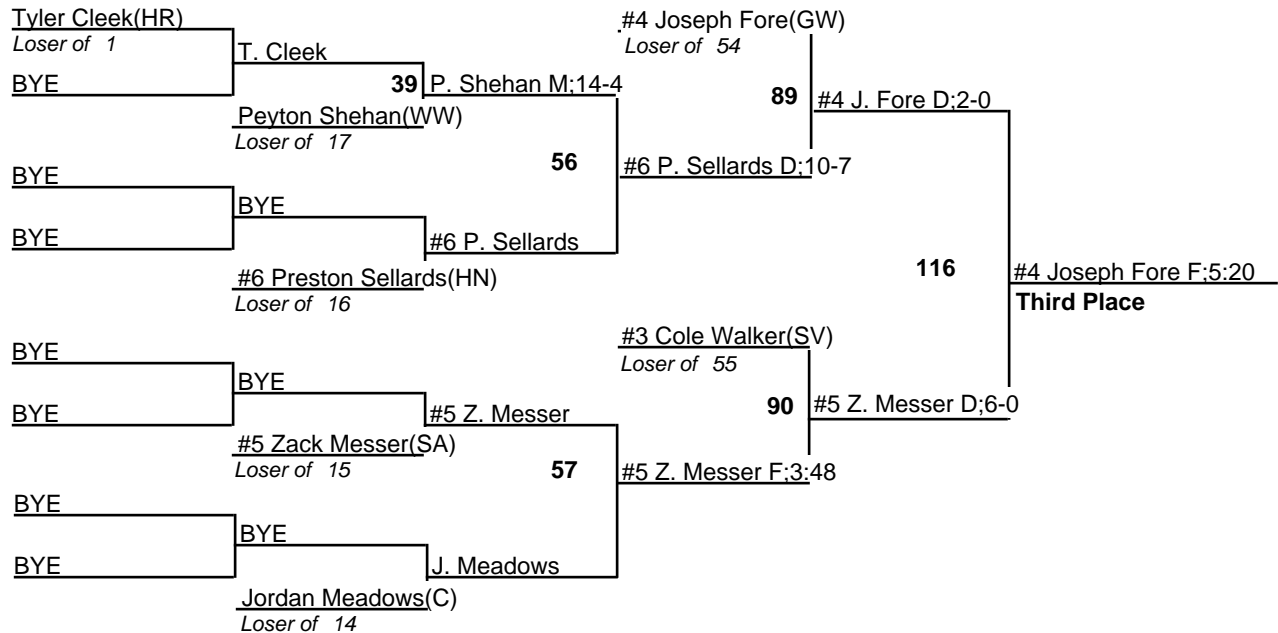 Tyler Cleek(HR)
Loser of 1
T. Cleek
BYE
39
P. Shehan M;14-4
Peyton Shehan(WW)
Loser of 17
56
BYE
BYE
BYE
#6 P. Sellards
#6 Preston Sellards(HN)
Loser of 16
#4 Joseph Fore(GW)
Loser of 54
89
#4 J. Fore D;2-0
#6 P. Sellards D;10-7
116
#4 Joseph Fore F;5:20
Third Place
BYE
BYE
BYE
#5 Z. Messer
#5 Zack Messer(SA)
Loser of 15
57
BYE
BYE
BYE
J. Meadows
Jordan Meadows(C)
Loser of 14
#3 Cole Walker(SV)
Loser of 55
90
#5 Z. Messer D;6-0
#5 Z. Messer F;3:48